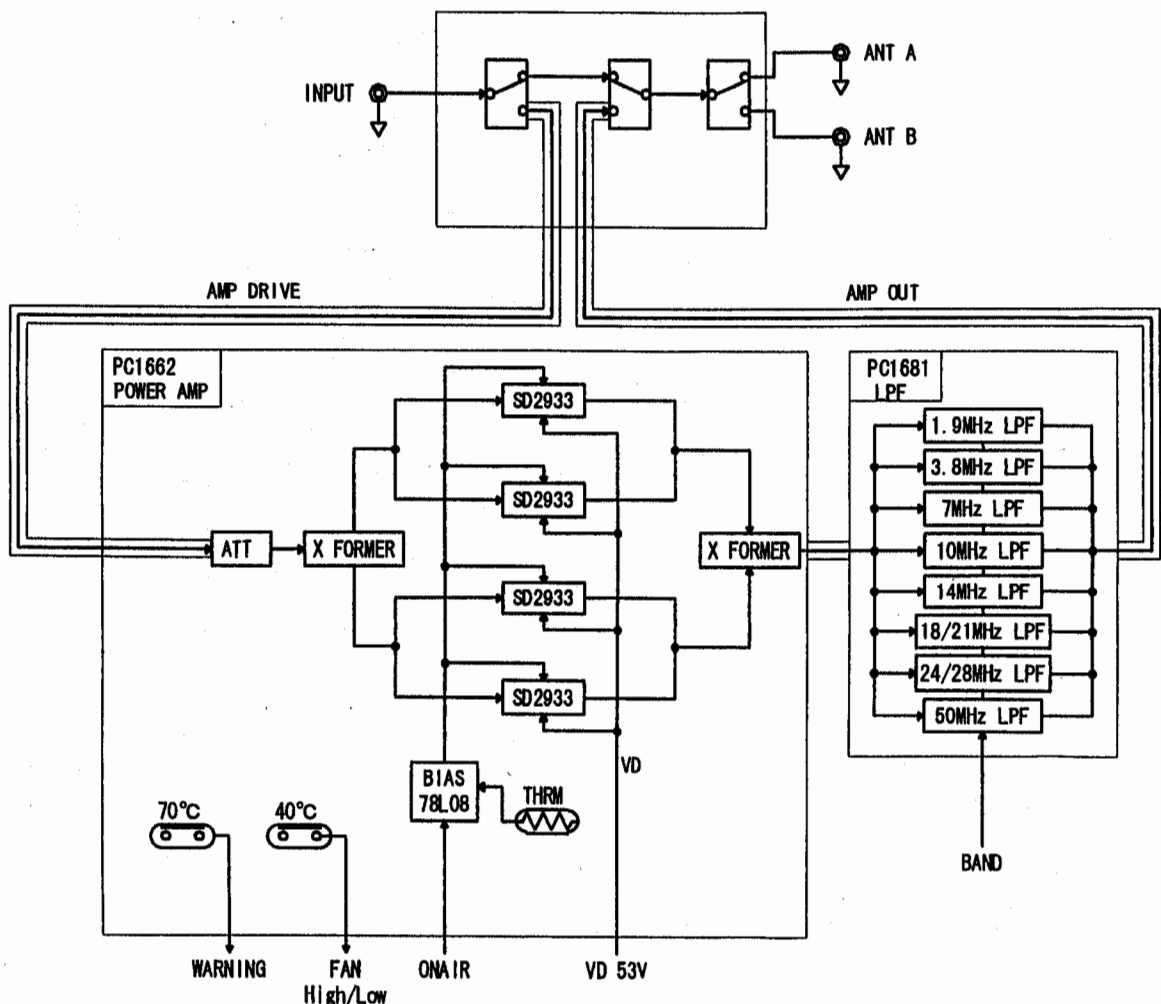 INPUT
ANT A
ANT B
AMP DRIVE
AMP OUT
PC1662
POWER AMP
PC1681
LPF
SD2933
SD2933
SD2933
SD2933
ATT
X FORMER
X FORMER
1.9MHz LPF
3.8MHz LPF
7MHz LPF
10MHz LPF
14MHz LPF
18/21MHz LPF
24/28MHz LPF
50MHz LPF
VD
BIAS
78L08
THRM
70°C
40°C
BAND
WARNING
FAN
High/Low
ONAIR
VD 53V